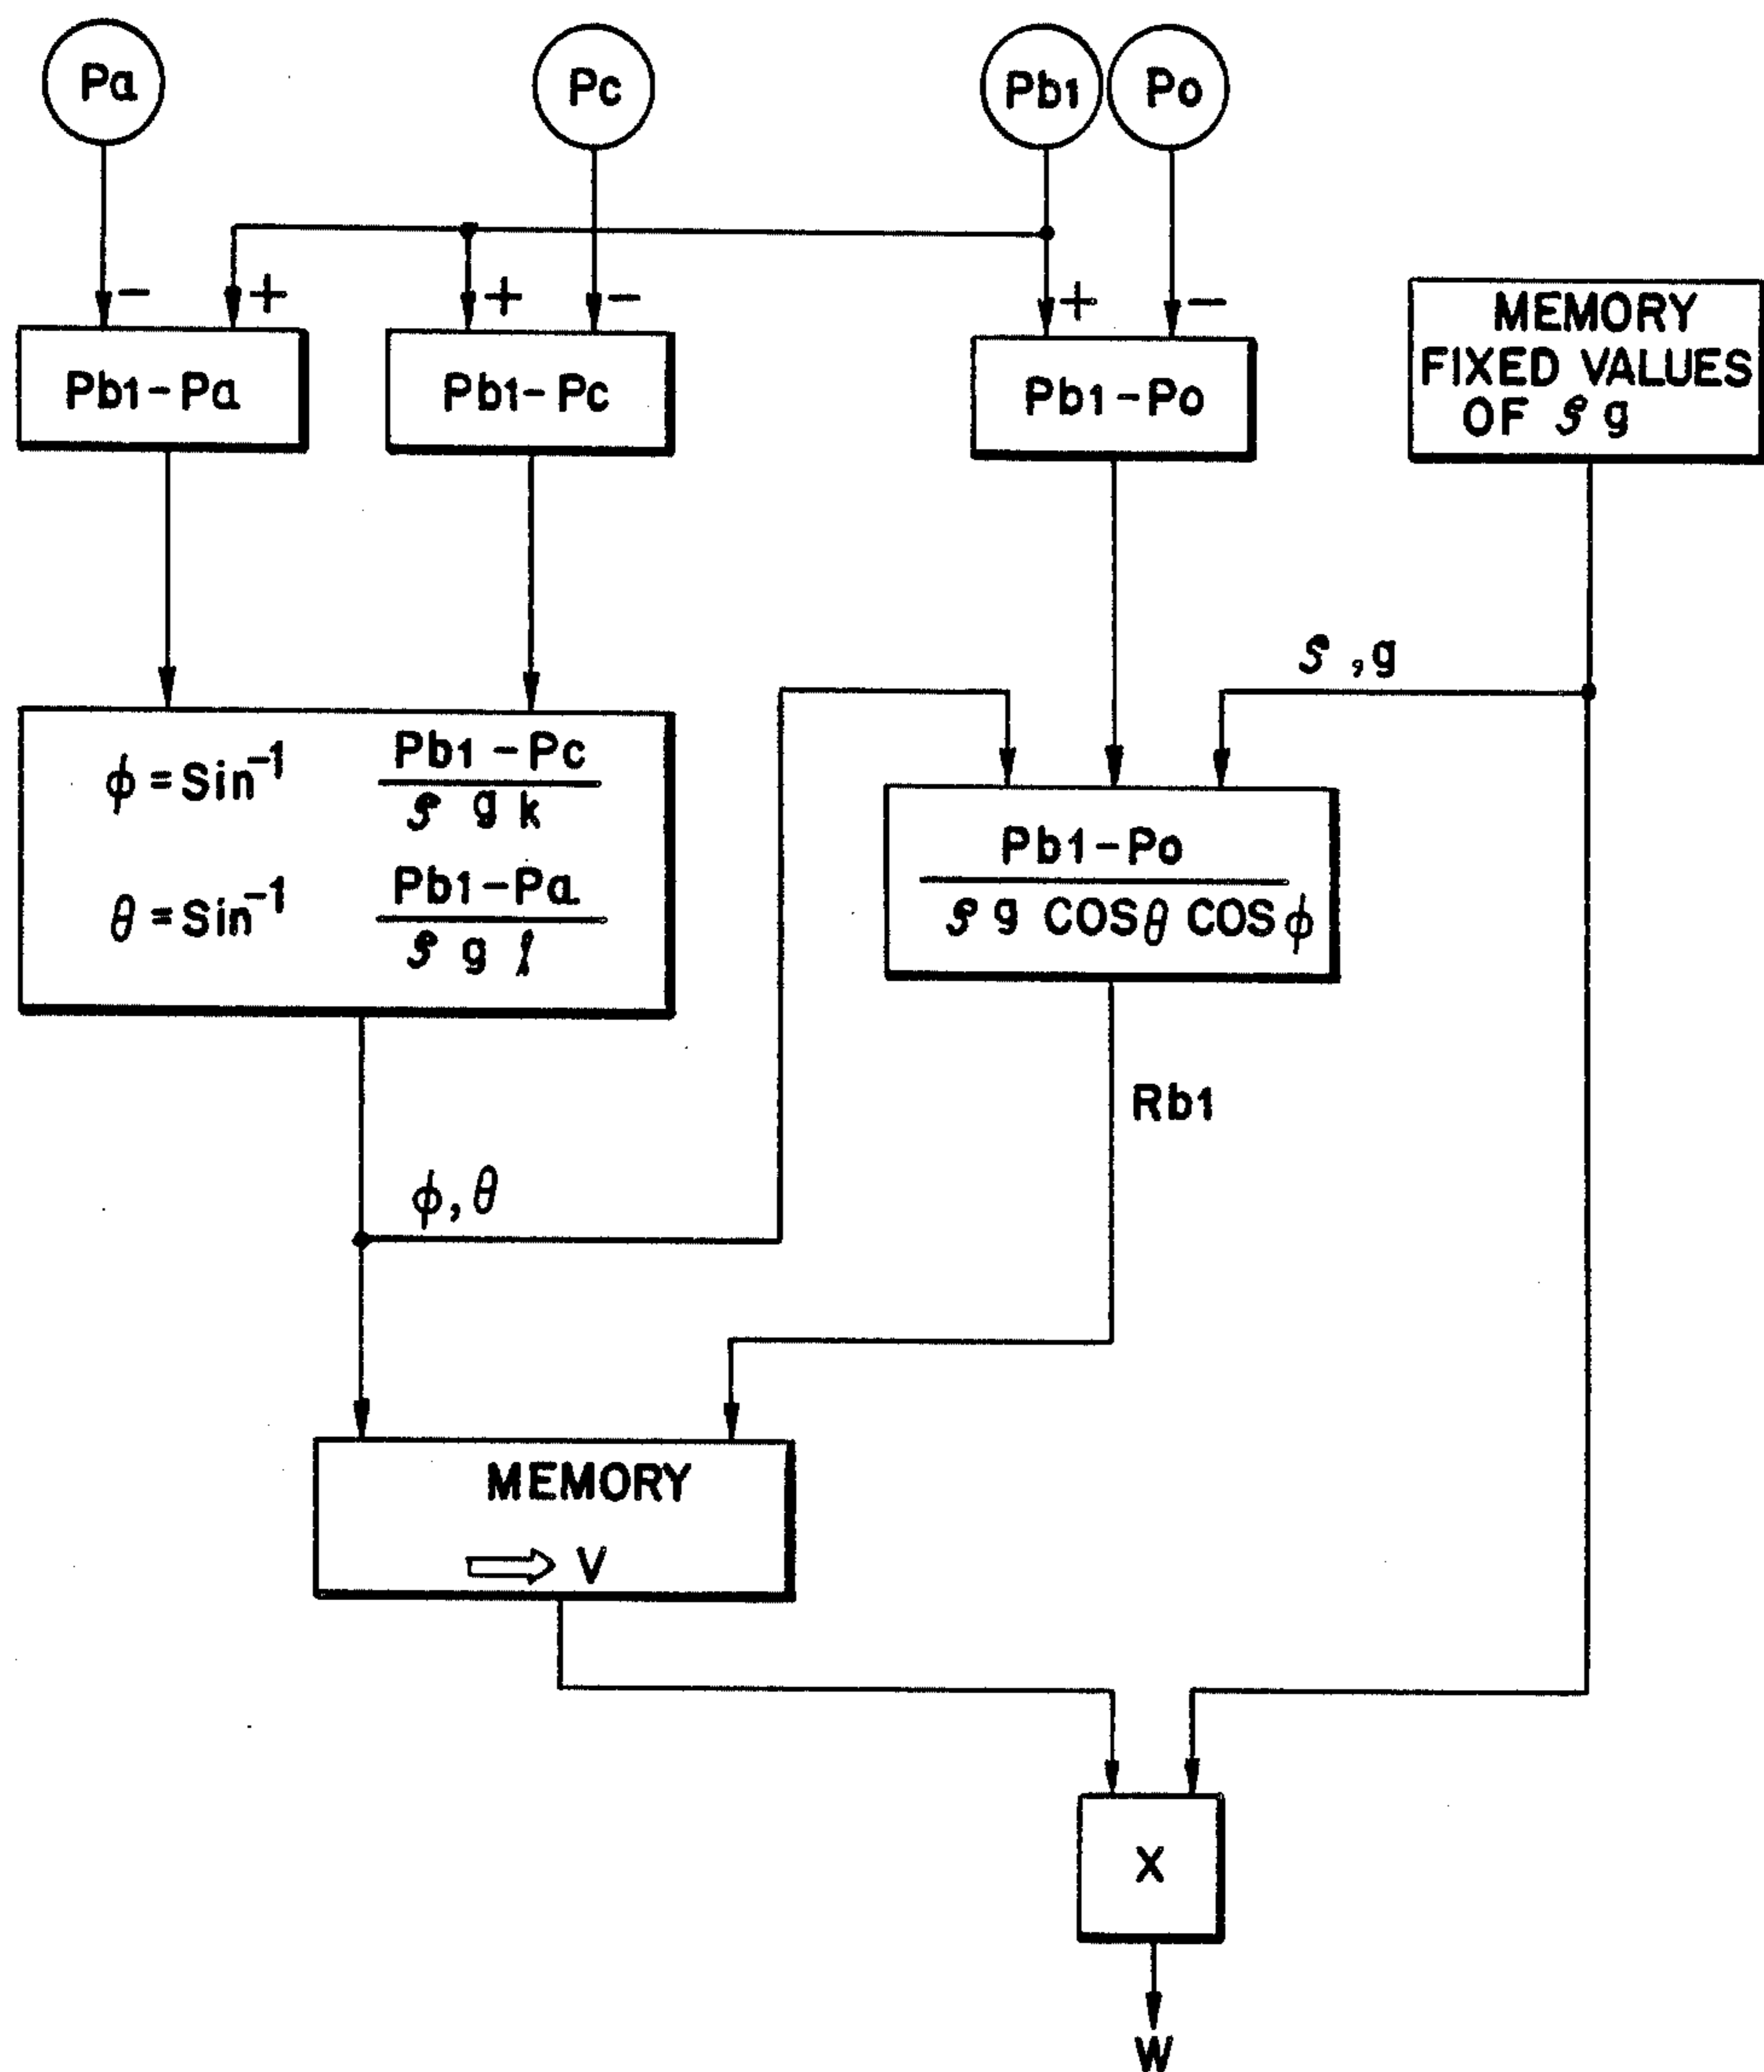 Pa
Pc
Pb1
Po
- +
+ -
+ -
Pb1-Pa
Pb1-Pc
Pb1-Po
MEMORY
FIXED VALUES
OF ρ g
ρ ,g
ϕ = Sin⁻¹ Pb1-Pc / ρ g k
θ = Sin⁻¹ Pb1-Pa / ρ g l
Pb1-Po
ρ g COSθ COSϕ
Rb1
ϕ, θ
MEMORY
⇒ V
X
W